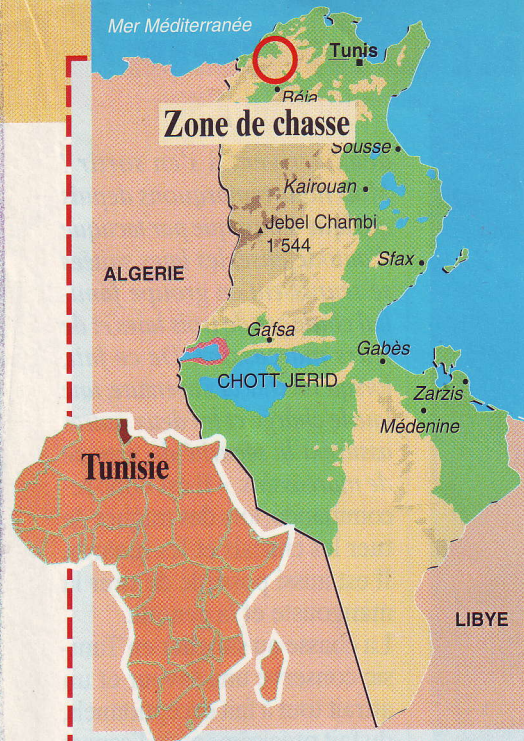 Mer Méditerranée
Tunis
Béja
Zone de chasse
Sousse
Kairouan
Jebel Chambi
1'544
Sfax
ALGERIE
Gafsa
Gabès
CHOTT JERID
Zarzis
Médenine
Tunisie
LIBYE